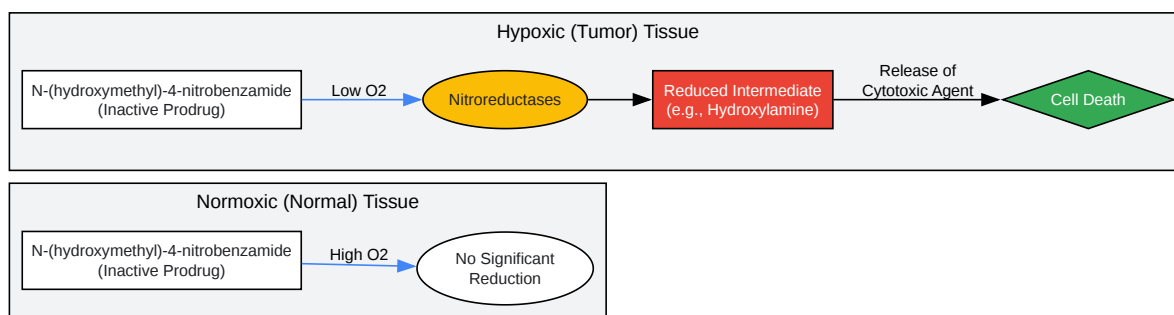 Hypoxic (Tumor) Tissue
N-(hydroxymethyl)-4-nitrobenzamide
(Inactive Prodrug)
Low O2
Nitroreductases
Reduced Intermediate
(e.g., Hydroxylamine)
Release of
Cytotoxic Agent
Cell Death
Normoxic (Normal) Tissue
N-(hydroxymethyl)-4-nitrobenzamide
(Inactive Prodrug)
High O2
No Significant
Reduction